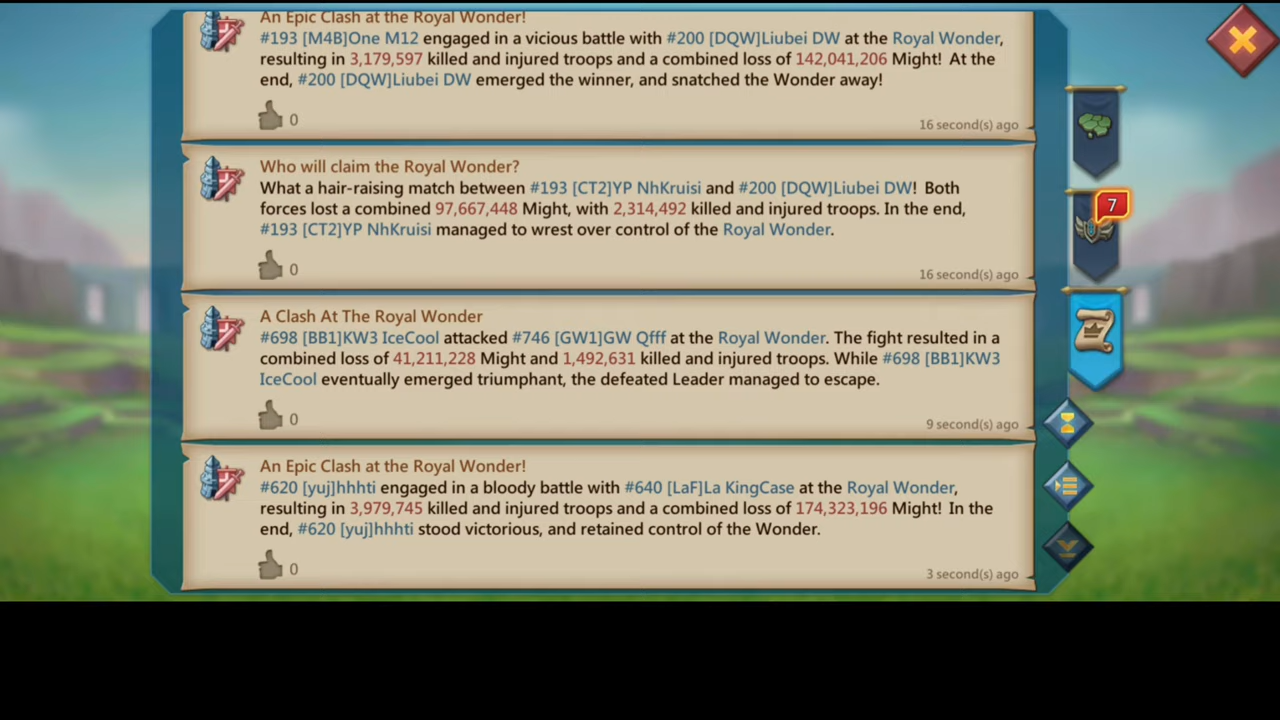 An Epic Clash at the Royal Wonder!
#193 [M4B]One M12 engaged in a vicious battle with #200 [DQW]Liubei DW at the Royal Wonder,
resulting in 3,179,597 killed and injured troops and a combined loss of 142,041,206 Might! At the
end, #200 [DQW]Liubei DW emerged the winner, and snatched the Wonder away!
0
16 second(s) ago
Who will claim the Royal Wonder?
What a hair-raising match between #193 [CT2]YP NhKruisi and #200 [DQW]Liubei DW! Both
forces lost a combined 97,667,448 Might, with 2,314,492 killed and injured troops. In the end,
#193 [CT2]YP NhKruisi managed to wrest over control of the Royal Wonder.
0
16 second(s) ago
A Clash At The Royal Wonder
#698 [BB1]KW3 IceCool attacked #746 [GW1]GW Qfff at the Royal Wonder. The fight resulted in a
combined loss of 41,211,228 Might and 1,492,631 killed and injured troops. While #698 [BB1]KW3
IceCool eventually emerged triumphant, the defeated Leader managed to escape.
0
9 second(s) ago
An Epic Clash at the Royal Wonder!
#620 [yuj]hhhti engaged in a bloody battle with #640 [LaF]La KingCase at the Royal Wonder,
resulting in 3,979,745 killed and injured troops and a combined loss of 174,323,196 Might! In the
end, #620 [yuj]hhhti stood victorious, and retained control of the Wonder.
0
3 second(s) ago
7